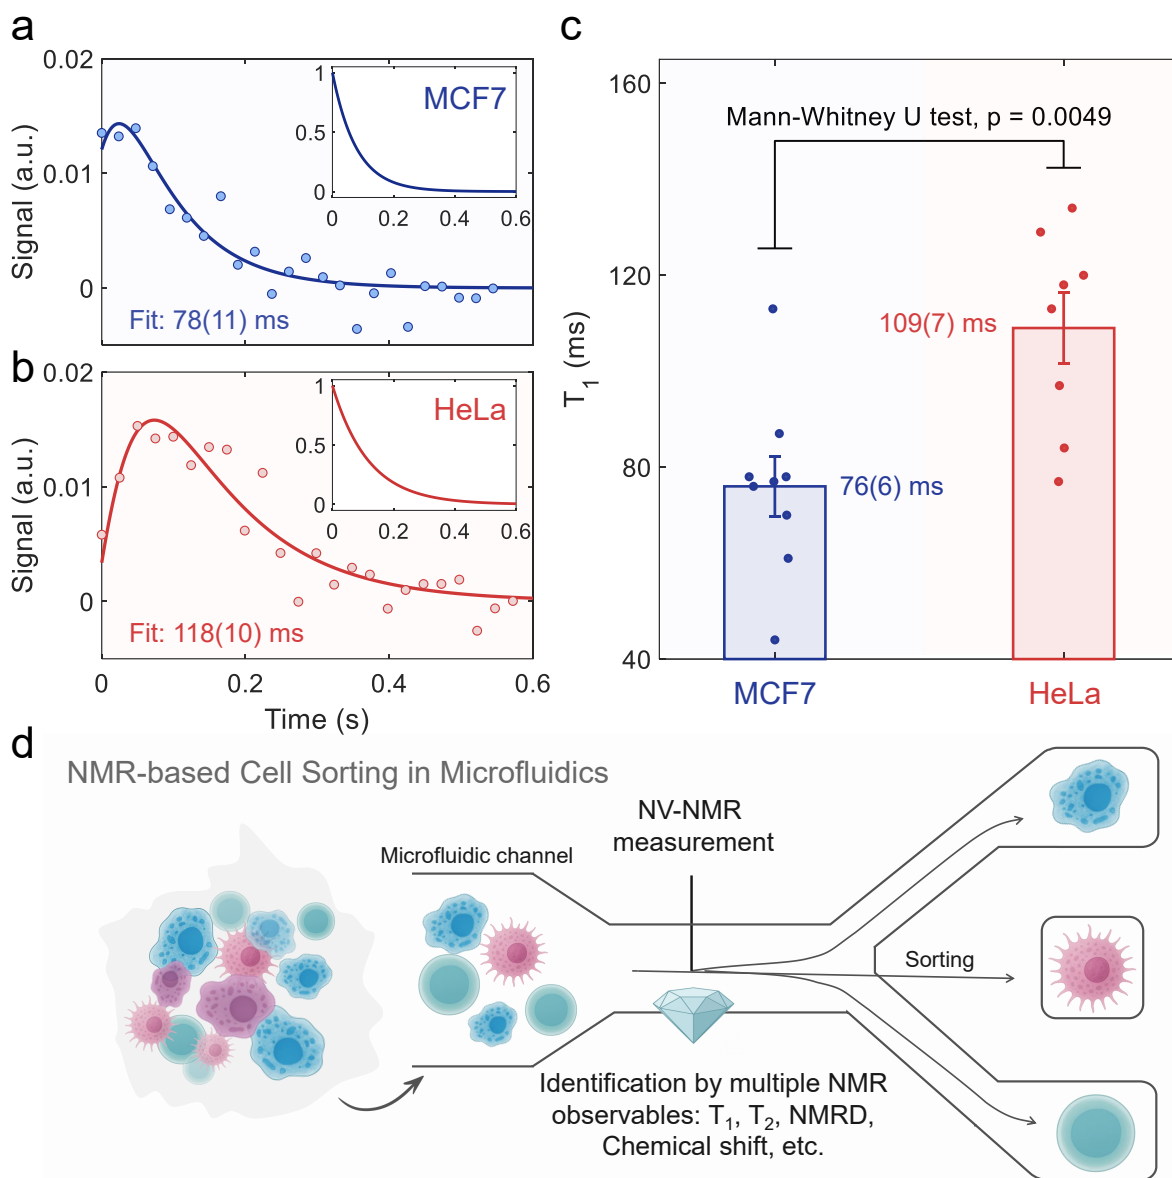 a
0.02
0.01
0
Signal (a.u.)
1
0.5
0
0
0.2
0.4
0.6
MCF7
Fit: 78(11) ms
b
0.02
0.01
0
Signal (a.u.)
1
0.5
0
0
0.2
0.4
0.6
HeLa
Fit: 118(10) ms
0
0.2
0.4
0.6
Time (s)
c
160
120
80
40
T₁ (ms)
Mann-Whitney U test, p = 0.0049
109(7) ms
76(6) ms
MCF7
HeLa
d
NMR-based Cell Sorting in Microfluidics
NV-NMR
measurement
Microfluidic channel
Sorting
Identification by multiple NMR
observables: T₁, T₂, NMRD,
Chemical shift, etc.